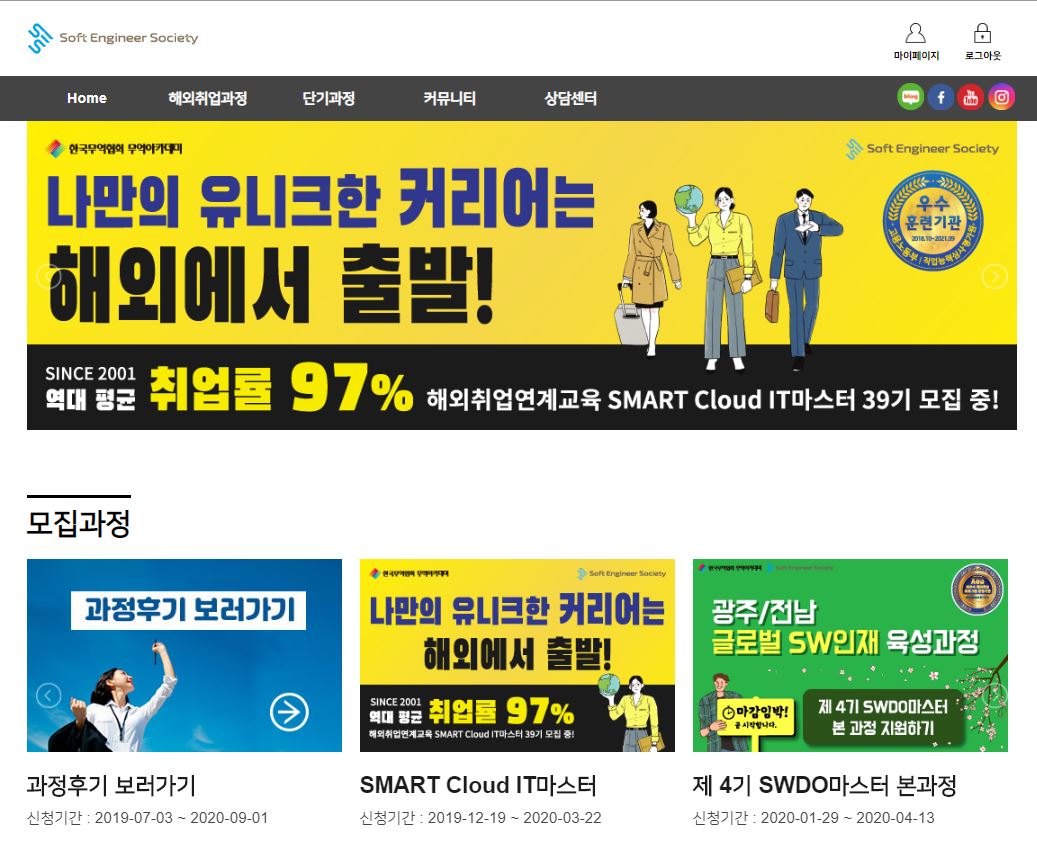 Soft Engineer Society
마이페이지 로그아웃
Home 해외취업과정 단기과정 커뮤니티 상담센터
blog f You Tube
한국무역협회 무역아카데미 Soft Engineer Society
나만의 유니크한 커리어는
해외에서 출발!
우수
훈련기관
2018.10~2021.09
고용노동부 | 직업능력심사평가원
SINCE 2001
역대 평균 취업률 97% 해외취업연계교육 SMART Cloud IT마스터 39기 모집 중!
모집과정
과정후기 보러가기
한국무역협회 무역아카데미 Soft Engineer Society
나만의 유니크한 커리어는
해외에서 출발!
SINCE 2001
역대 평균 취업률 97%
해외취업연계교육 SMART Cloud IT마스터 39기 모집 중!
한국무역협회 무역아카데미 Soft Engineer Society
광주/전남
글로벌 SW인재 육성과정
마감임박!
곧 시작합니다.
제 4기 SWDO마스터
본 과정 지원하기
과정후기 보러가기
신청기간 : 2019-07-03 ~ 2020-09-01
SMART Cloud IT마스터
신청기간 : 2019-12-19 ~ 2020-03-22
제 4기 SWDO마스터 본과정
신청기간 : 2020-01-29 ~ 2020-04-13